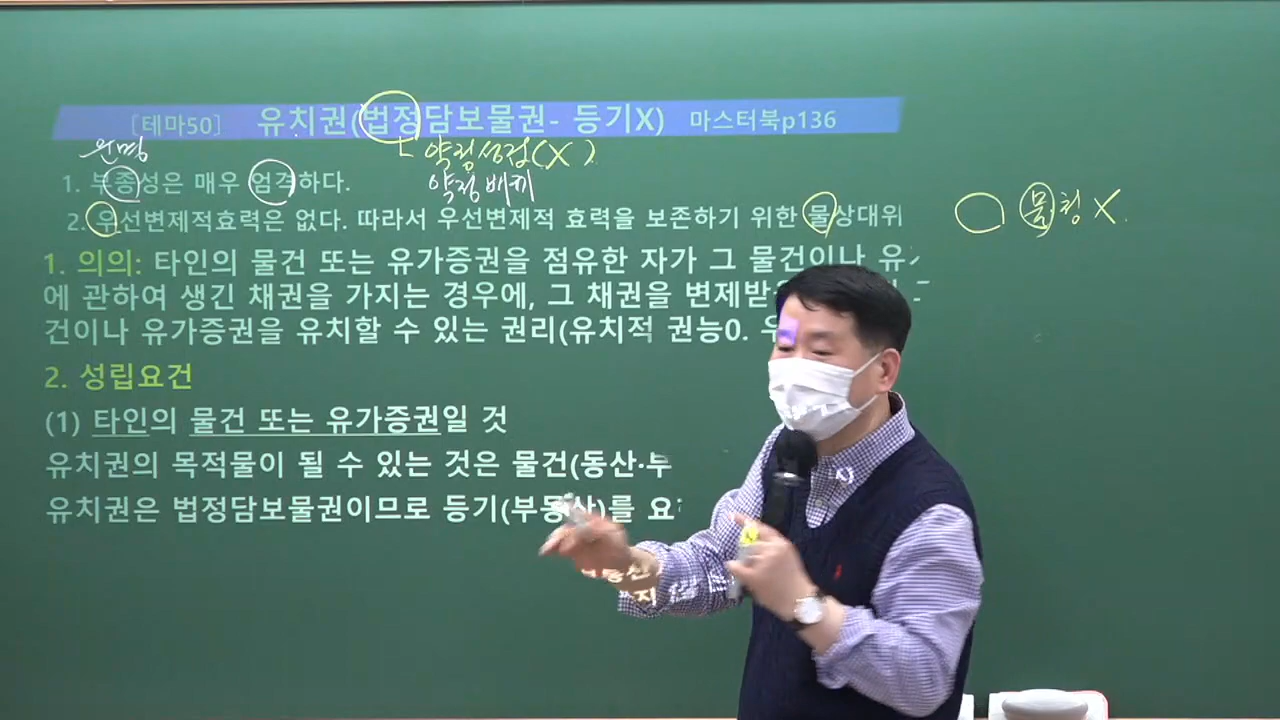 [테마50] 유치권(법정담보물권- 등기X) 마스터북p136
ㄴ 약정성점(X)
약정배끼
1. 부종성은 매우 엄격하다.
2. 우선변제적효력은 없다. 따라서 우선변제적 효력을 보존하기 위한 물상대위
물청 X.
1. 의의: 타인의 물건 또는 유가증권을 점유한 자가 그 물건이나 유
에 관하여 생긴 채권을 가지는 경우에, 그 채권을 변제받
건이나 유가증권을 유치할 수 있는 권리(유치적 권능0. 우
2. 성립요건
(1) 타인의 물건 또는 유가증권일 것
유치권의 목적물이 될 수 있는 것은 물건(동산·부
유치권은 법정담보물권이므로 등기(부동산)를 요